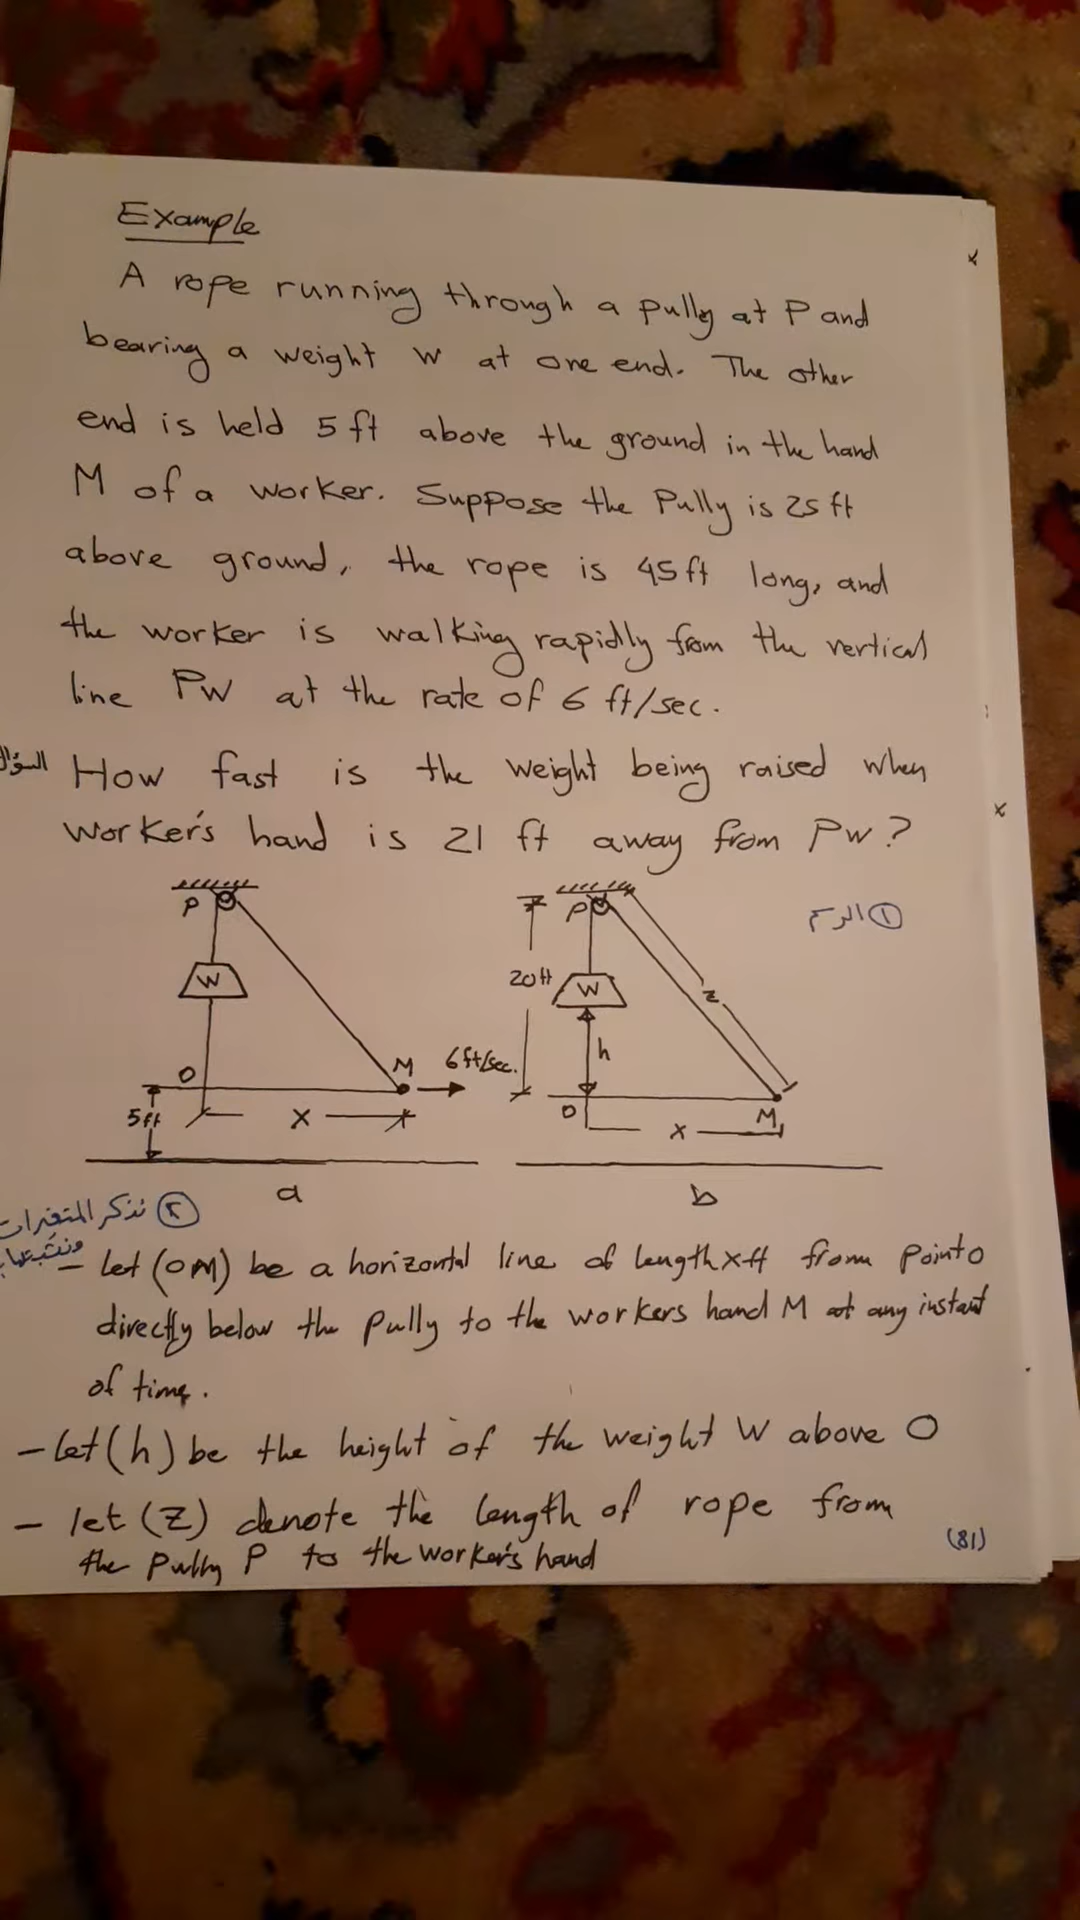 Example
A rope running through a pully at P and
bearing a weight W at one end. The other
end is held 5 ft above the ground in the hand
M of a worker. Suppose the Pully is 25 ft
above ground, the rope is 45 ft long, and
the worker is walking rapidly from the vertical
line PW at the rate of 6 ft/sec.
السؤال How fast is the weight being raised when
worker's hand is 21 ft away from PW?
① الرسم
P
W
O
M
6 ft/sec.
5 ft
X
a
P
20 ft
W
z
h
O
M
x
b
② نذكر المتغيرات
- let (OM) be a horizontal line of length x ft from point O
directly below the pully to the workers hand M at any instant
of time.
- let (h) be the height of the weight W above O
- let (Z) denote the length of rope from
the pully P to the worker's hand
(81)